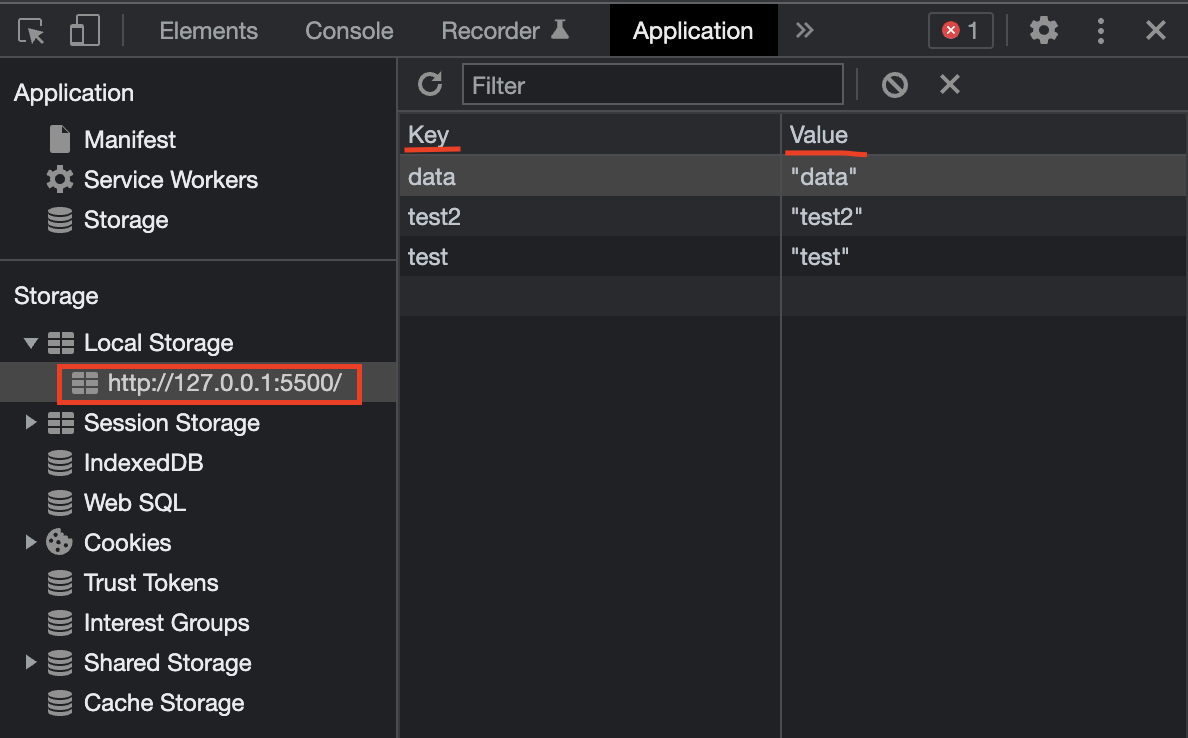 Elements Console Recorder Application 1
Application
Manifest
Service Workers
Storage
Storage
Local Storage
http://127.0.0.1:5500/
Session Storage
IndexedDB
Web SQL
Cookies
Trust Tokens
Interest Groups
Shared Storage
Cache Storage
Filter
Key Value
data "data"
test2 "test2"
test "test"